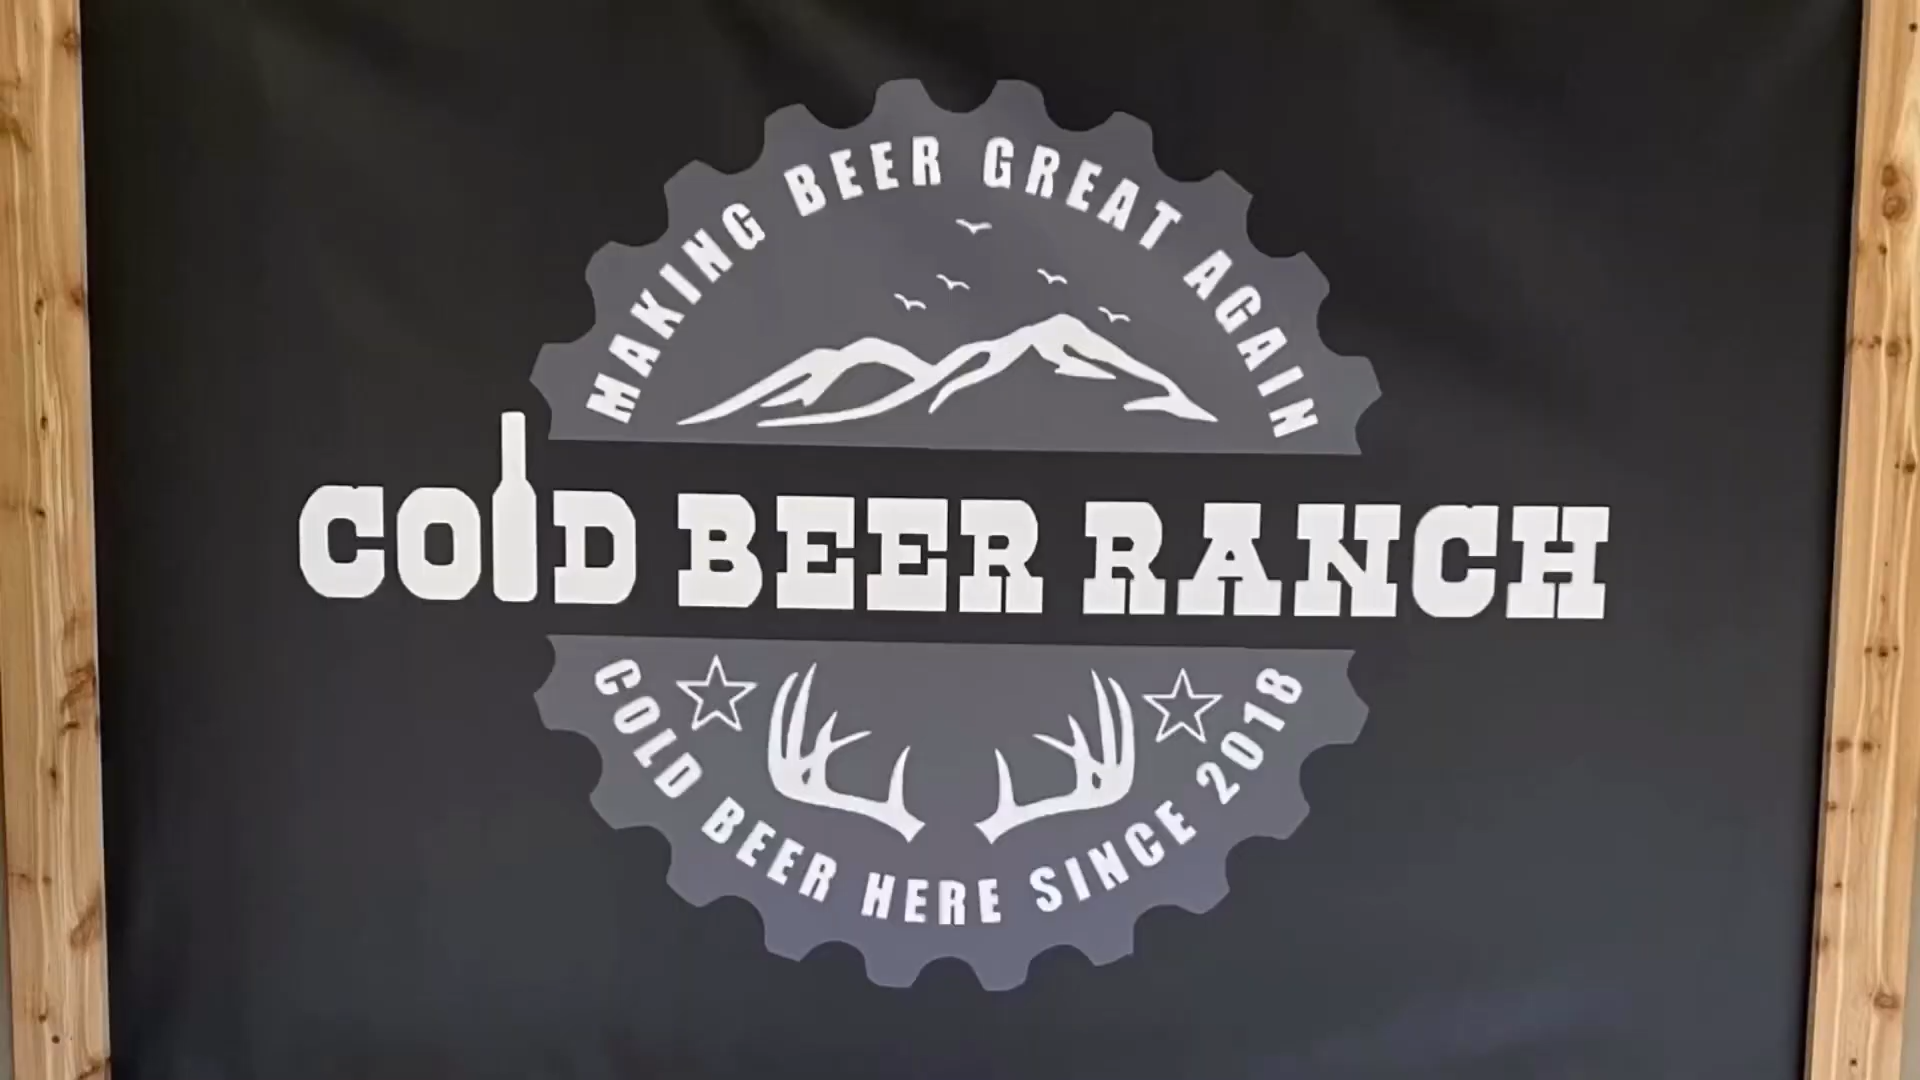 MAKING BEER GREAT AGAIN
COLD BEER RANCH
COLD BEER HERE SINCE 2018